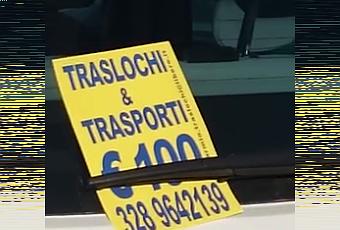 TRASLOCHI
&
TRASPORTI
€ 100
328 9642139